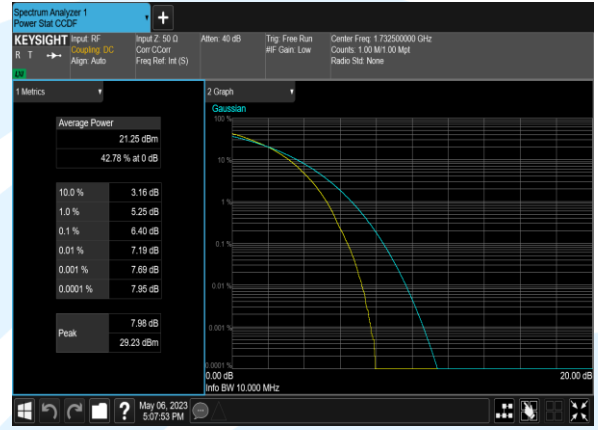 Spectrum Analyzer 1
Power Stat CCDF
KEYSIGHT
R T
LVI
Input: RF
Coupling: DC
Align: Auto
Input Z: 50 Ω
Corr CCorr
Freq Ref: Int (S)
Atten: 40 dB
Trig: Free Run
#IF Gain: Low
Center Freq: 1.732500000 GHz
Counts: 1.00 M/1.00 Mpt
Radio Std: None
1 Metrics
Average Power
21.25 dBm
42.78 % at 0 dB
10.0 % 3.16 dB
1.0 % 5.25 dB
0.1 % 6.40 dB
0.01 % 7.19 dB
0.001 % 7.69 dB
0.0001 % 7.95 dB
Peak
7.98 dB
29.23 dBm
2 Graph
Gaussian
100 %
10 %
1 %
0.1 %
0.01 %
0.001 %
0.0001 %
0.00 dB
20.00 dB
Info BW 10.000 MHz
?
May 06, 2023
5:07:53 PM